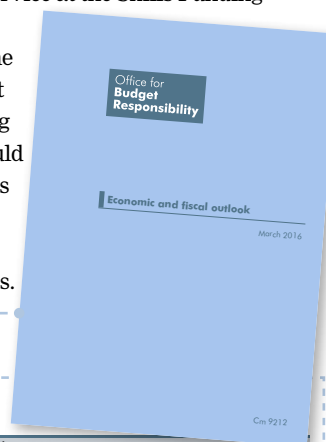 Office for
Budget
Responsibility
Economic and fiscal outlook
March 2016
Cm 9212